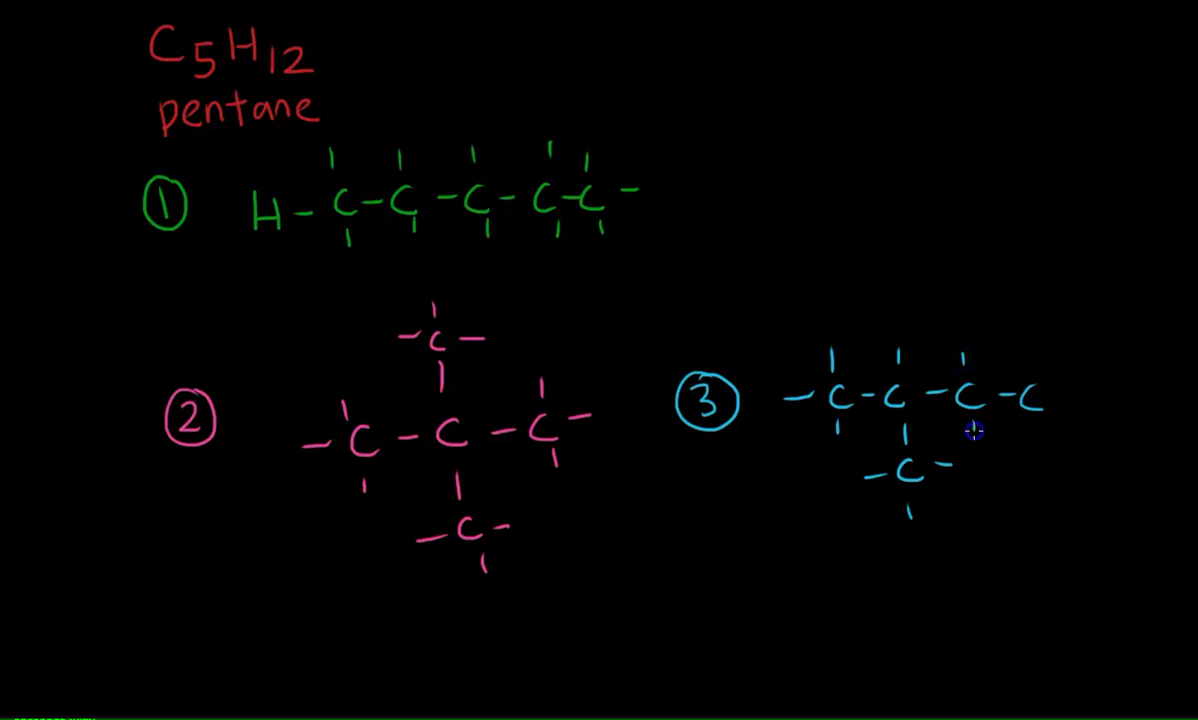 C5H12
pentane
① H-C-C-C-C-C-
-C-
② -C-C-C-
③ -C-C-C-C
-C-
-C-